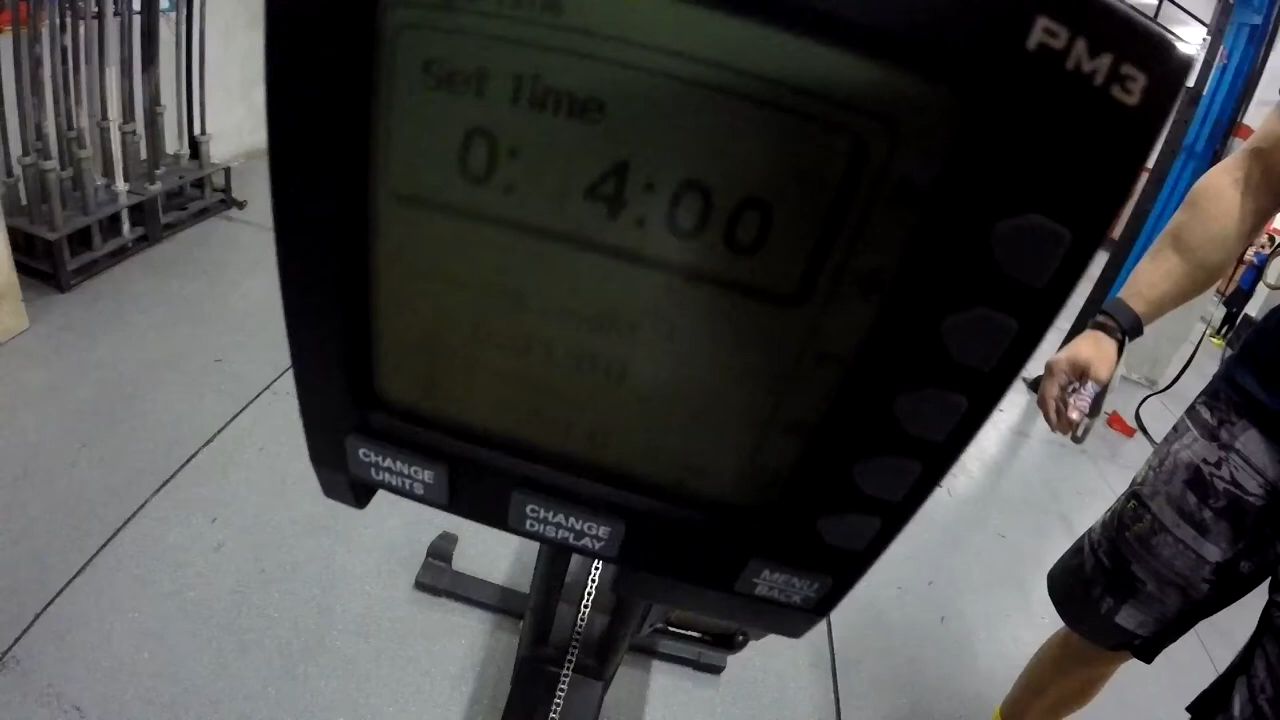 PM3
Set Time
0: 4:00
CHANGE
UNITS
CHANGE
DISPLAY
MENU
BACK